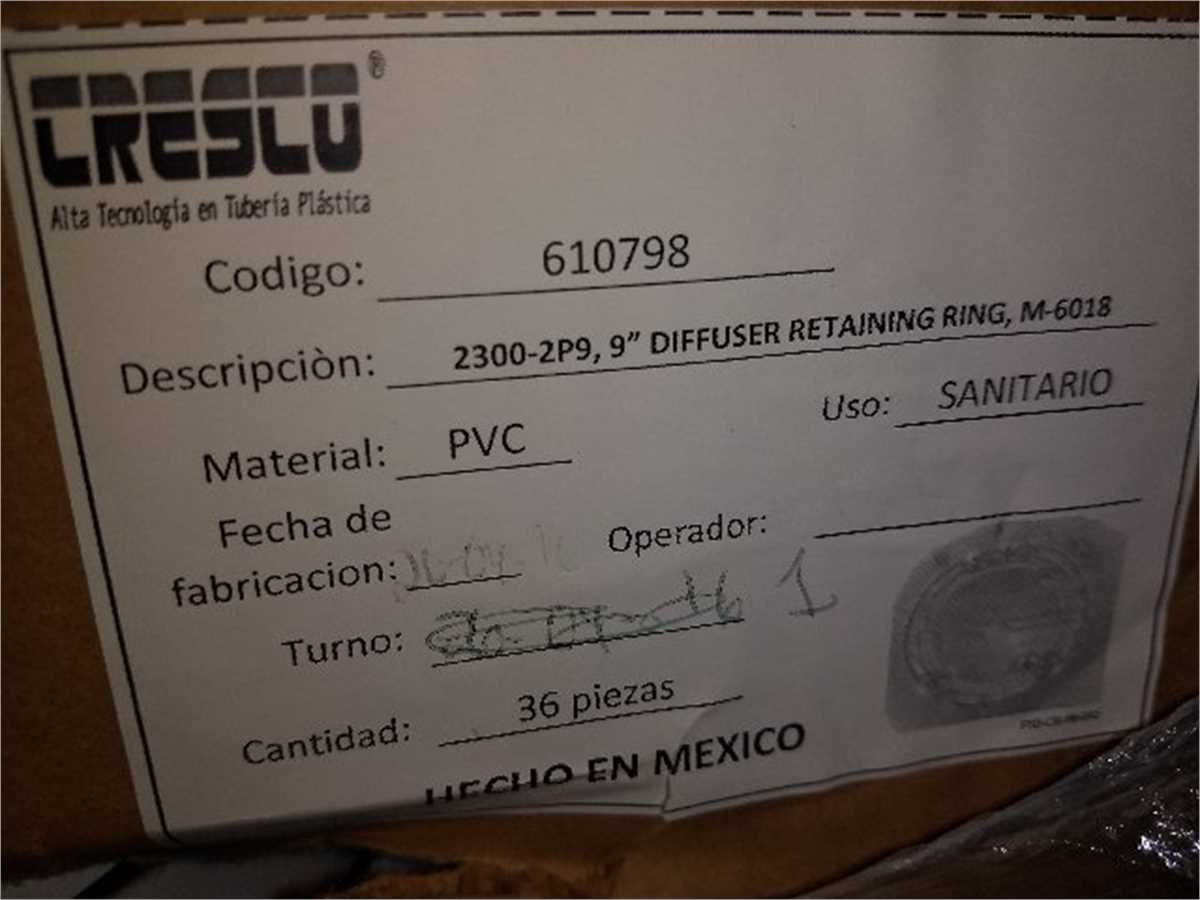 CRESCO®
Alta Tecnología en Tubería Plástica
Codigo: 610798
Descripciòn: 2300-2P9, 9” DIFFUSER RETAINING RING, M-6018
Material: PVC
Uso: SANITARIO
Fecha de
fabricacion:
Operador:
Turno: 1
Cantidad: 36 piezas
HECHO EN MEXICO